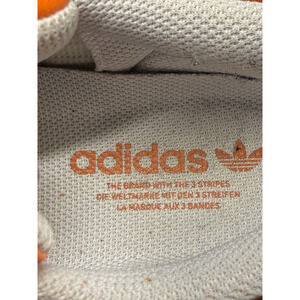 adidas
THE BRAND WITH THE 3 STRIPES
DIE WELTMARKE MIT DEN 3 STREIFEN
LA MARQUE AUX 3 BANDES